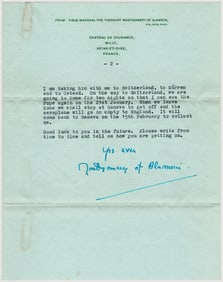 FROM: FIELD MARSHAL THE VISCOUNT MONTGOMERY OF ALAMEIN,
CHÂTEAU DE COURANCE,
MILLY,
SEINE-ET-OISE,
FRANCE.
- 2 -
I am taking him with me to Switzerland, to Mürren
and to Gstaad. On the way to Switzerland, we are
going to Rome for two nights so that I can see the
Pope again on the 21st January. When we leave
Rome we shall stop at Geneva to get off and the
aeroplane will go on empty to England. It will
come back to Geneva on the 15th February to collect
us.
Good luck to you in the future. Please write from
time to time and tell me how you are getting on.
Yrs ever
Montgomery of Alamein